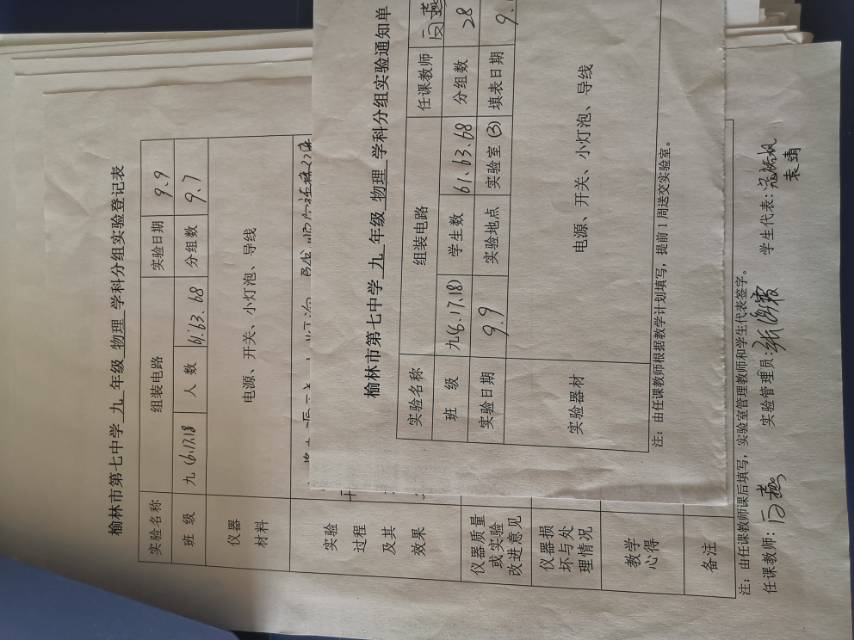 榆林市第七中学 九 年级 物理 学科分组实验登记表
实验名称 组装电路 实验日期 9.9
班 级 九(6.17.18 人 数 61.63.68 分组数 9.7
仪器 材料 电源、开关、小灯泡、导线
实验 过程 及其 效果
仪器质量 或实验 改进意见
仪器损 坏与处 理情况
教学 心得
备注
注：由任课教师课后填写，实验室管理教师和学生代表签字。
任课教师: 闫燕 实验管理员: 学生代表:
袁靖
榆林市第七中学 九 年级 物理 学科分组实验通知单
实验名称 组装电路 任课教师 闫燕
班 级 九(6.17.18) 学生数 61.63.68 分组数 28
实验日期 9.9 实验地点 实验室(3) 填表日期 9.
实验器材 电源、开关、小灯泡、导线
注：由任课教师根据教学计划填写，提前1周送交实验室。